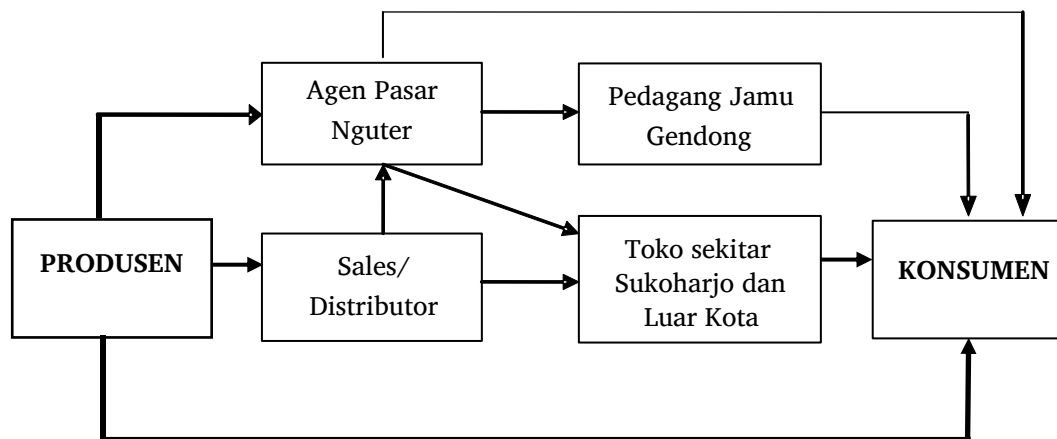 Agen Pasar
Nguter
Pedagang Jamu
Gendong
PRODUSEN
Sales/
Distributor
Toko sekitar
Sukoharjo dan
Luar Kota
KONSUMEN